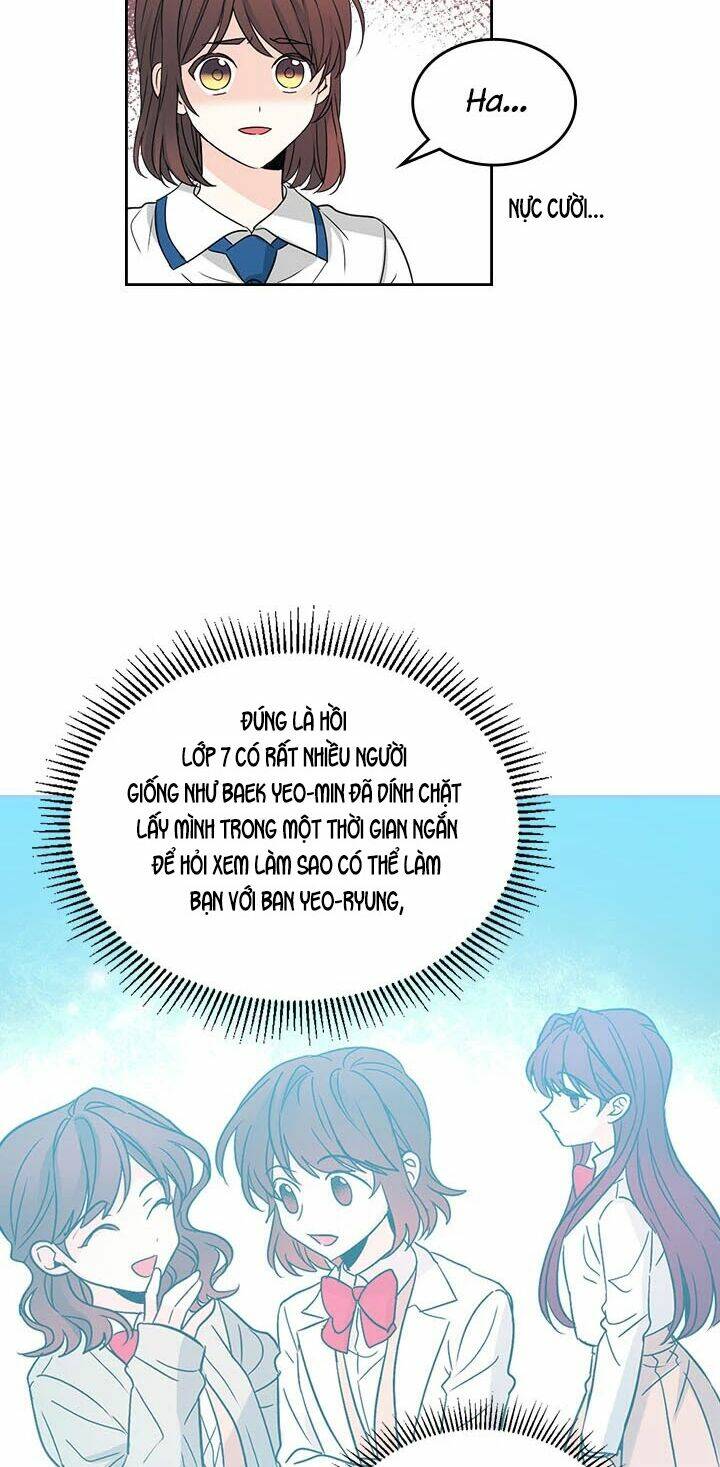 Ha...
NỰC CƯỜI...
ĐÚNG LÀ HỒI
LỚP 7 CÓ RẤT NHIỀU NGƯỜI
GIỐNG NHƯ BAEK YEO-MIN ĐÃ DÍNH CHẶT
LẤY MÌNH TRONG MỘT THỜI GIAN NGẮN
ĐỂ HỎI XEM LÀM SAO CÓ THỂ LÀM
BẠN VỚI BAN YEO-RYUNG,